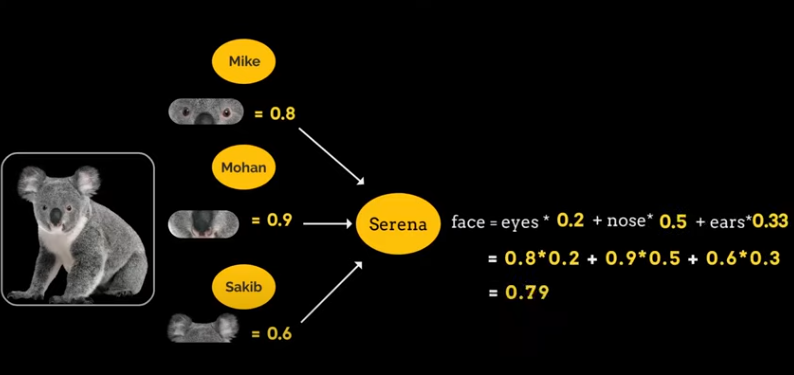 Mike
= 0.8
Mohan
= 0.9
Sakib
= 0.6
Serena
face = eyes * 0.2 + nose* 0.5 + ears*0.33
= 0.8*0.2 + 0.9*0.5 + 0.6*0.3
= 0.79